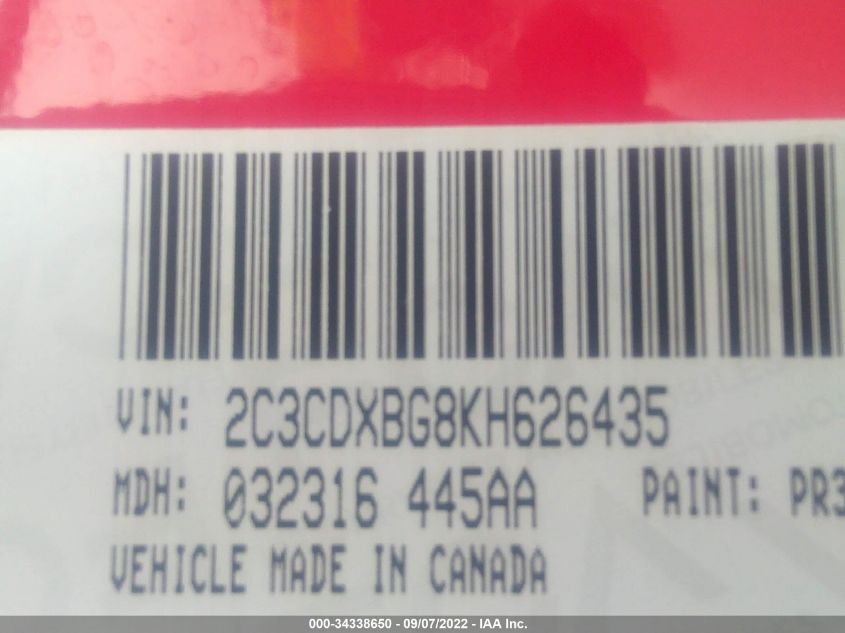 VIN: 2C3CDXBG8KH626435
MDH: 032316 445AA PAINT: PR3
VEHICLE MADE IN CANADA
000-34338650 - 09/07/2022 - IAA Inc.